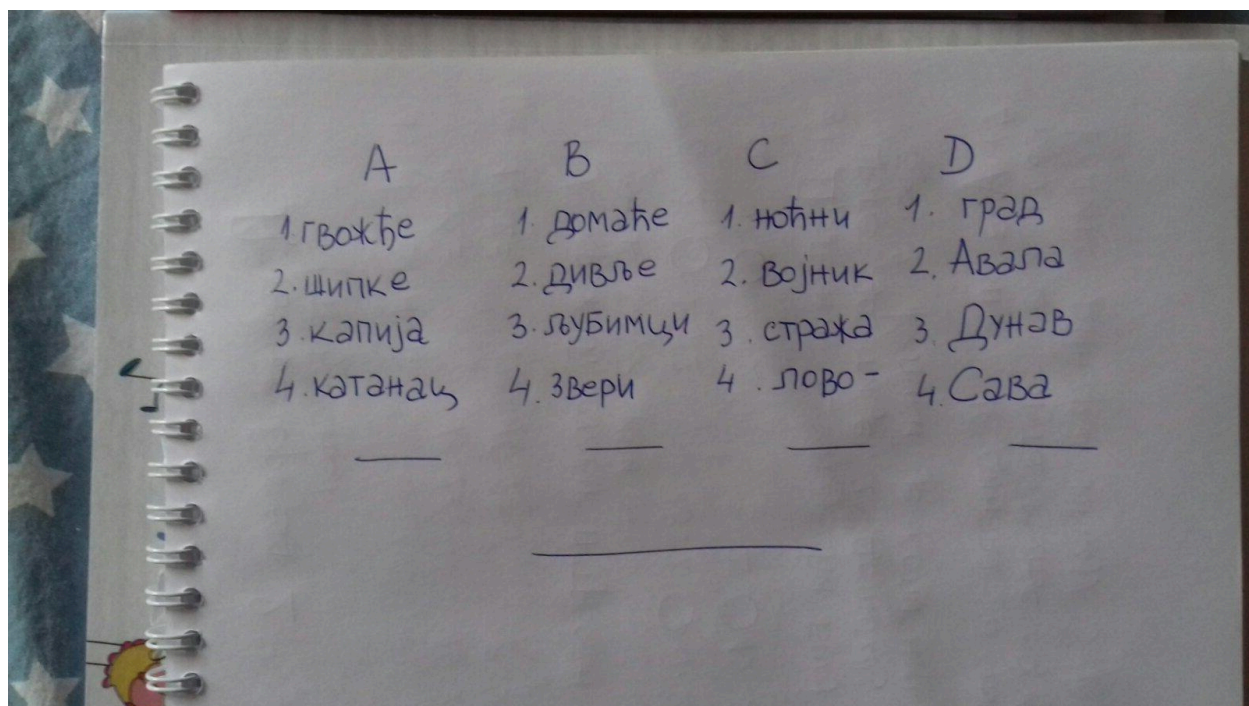 A B C D
1. гвожђе 1. домаће 1. ноћни 1. град
2. шипке 2. дивље 2. војник 2. Авала
3. капија 3. љубимци 3. стража 3. Дунав
4. катанац 4. звери 4. лово- 4. Сава